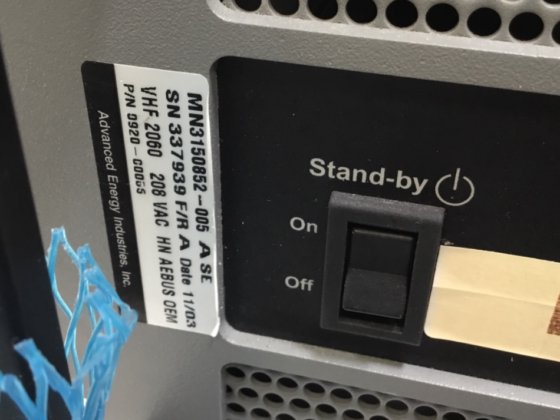 MN3150852-005 A SE
SN 337939 F/R A Date 11/03
VHF 2060 208 VAC HN AEBUS OEM
P/N 0920-00055
Advanced Energy Industries, Inc.
Stand-by
On
Off